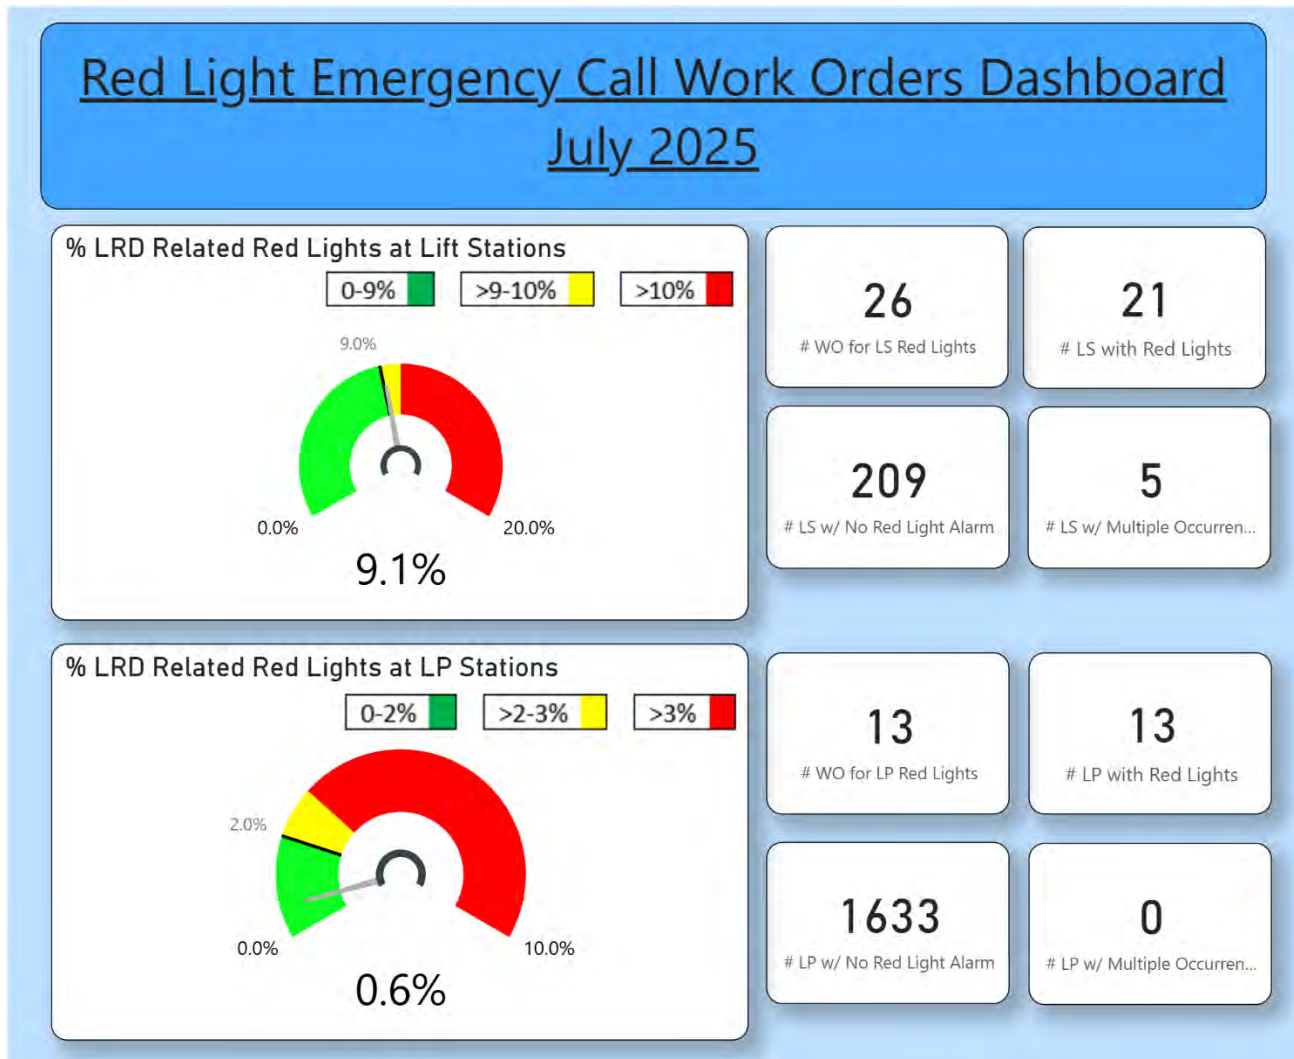 Red Light Emergency Call Work Orders Dashboard
July 2025
% LRD Related Red Lights at Lift Stations
0-9%
>9-10%
>10%
9.0%
0.0%
20.0%
9.1%
26
# WO for LS Red Lights
21
# LS with Red Lights
209
# LS w/ No Red Light Alarm
5
# LS w/ Multiple Occurren...
% LRD Related Red Lights at LP Stations
0-2%
>2-3%
>3%
2.0%
0.0%
10.0%
0.6%
13
# WO for LP Red Lights
13
# LP with Red Lights
1633
# LP w/ No Red Light Alarm
0
# LP w/ Multiple Occurren...